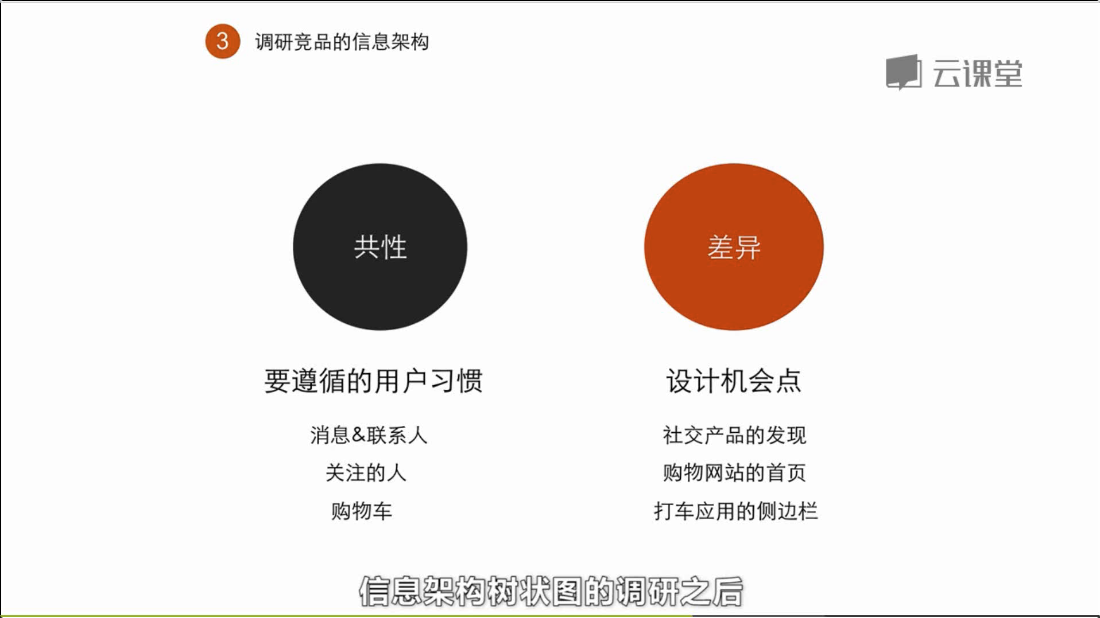 3 调研竞品的信息架构
云课堂
共性
差异
要遵循的用户习惯
设计机会点
消息&联系人
社交产品的发现
关注的人
购物网站的首页
购物车
打车应用的侧边栏
信息架构树状图的调研之后